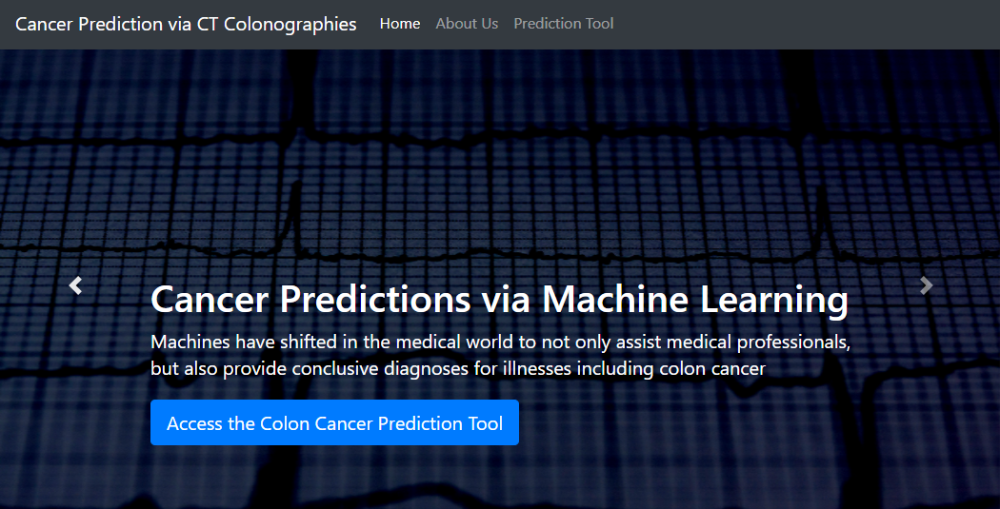 Cancer Prediction via CT Colonographies Home About Us Prediction Tool
Cancer Predictions via Machine Learning
Machines have shifted in the medical world to not only assist medical professionals,
but also provide conclusive diagnoses for illnesses including colon cancer
Access the Colon Cancer Prediction Tool